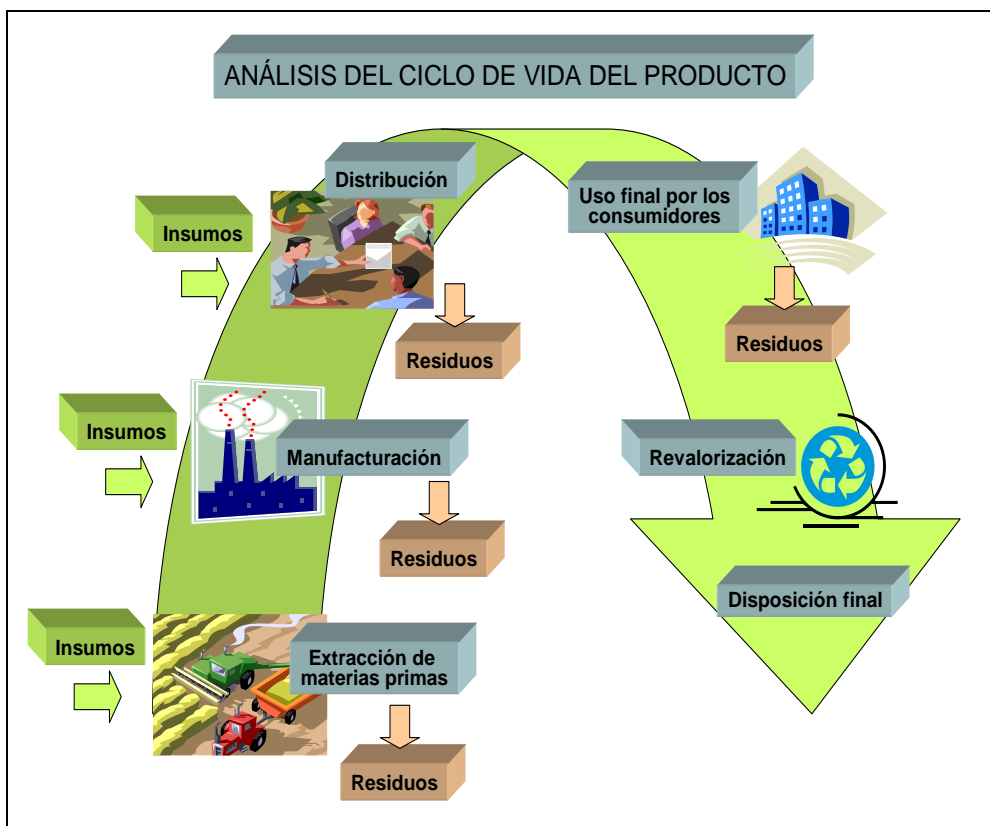 ANÁLISIS DEL CICLO DE VIDA DEL PRODUCTO
Distribución
Insumos
Residuos
Uso final por los
consumidores
Residuos
Insumos
Manufacturación
Residuos
Revalorización
Disposición final
Insumos
Extracción de
materias primas
Residuos